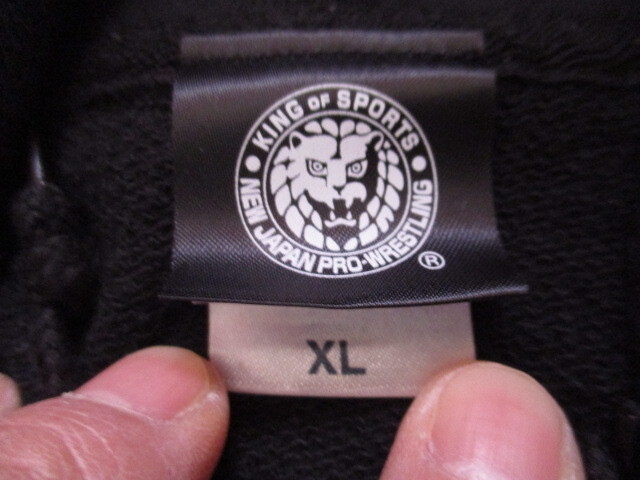 KING OF SPORTS
NEW JAPAN PRO-WRESTLING
®
XL